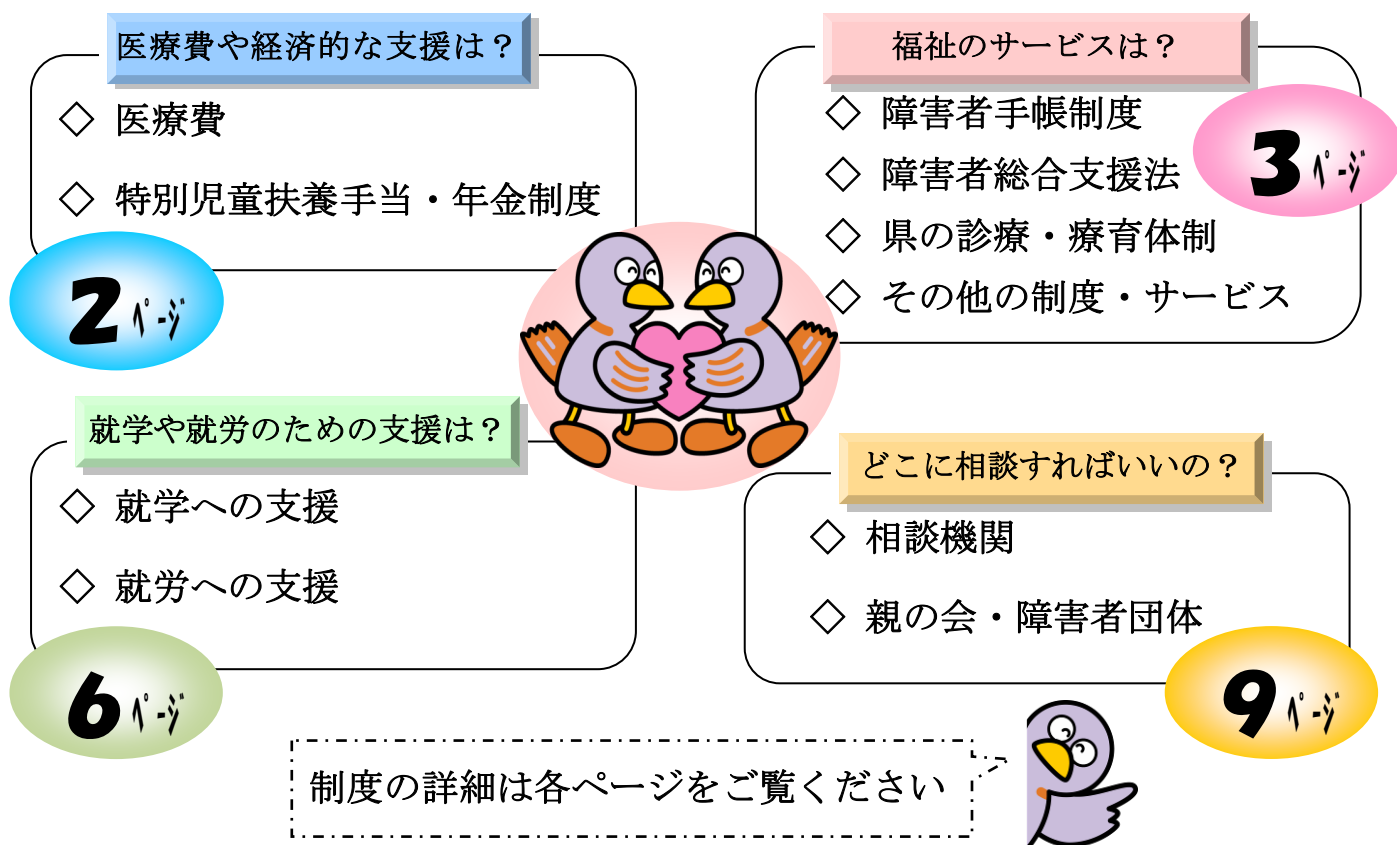 医療費や経済的な支援は？
◇ 医療費
◇ 特別児童扶養手当・年金制度
2ﾍﾟｰｼﾞ
福祉のサービスは？
◇ 障害者手帳制度
◇ 障害者総合支援法
◇ 県の診療・療育体制
◇ その他の制度・サービス
3ﾍﾟｰｼﾞ
就学や就労のための支援は？
◇ 就学への支援
◇ 就労への支援
6ﾍﾟｰｼﾞ
どこに相談すればいいの？
◇ 相談機関
◇ 親の会・障害者団体
9ﾍﾟｰｼﾞ
制度の詳細は各ページをご覧ください